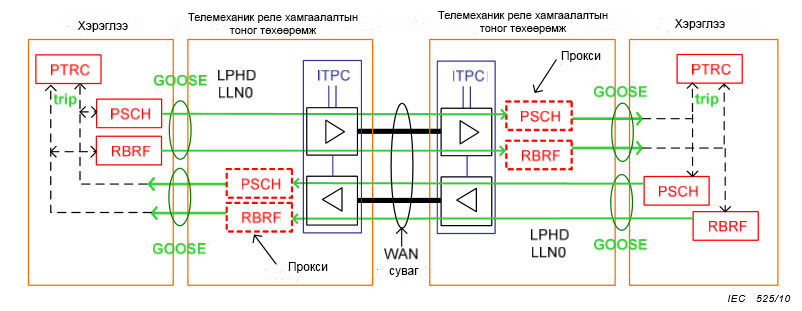 Хэрэглээ
Телемеханик реле хамгаалалтын
тоног төхөөрөмж
Телемеханик реле хамгаалалтын
тоног төхөөрөмж
Хэрэглээ
PTRC
trip
PSCH
RBRF
GOOSE
GOOSE
LPHD
LLN0
ITPC
PSCH
RBRF
Прокси
WAN
суваг
ITPC
Прокси
PSCH
RBRF
LPHD
LLN0
GOOSE
GOOSE
PTRC
trip
PSCH
RBRF
IEC 525/10